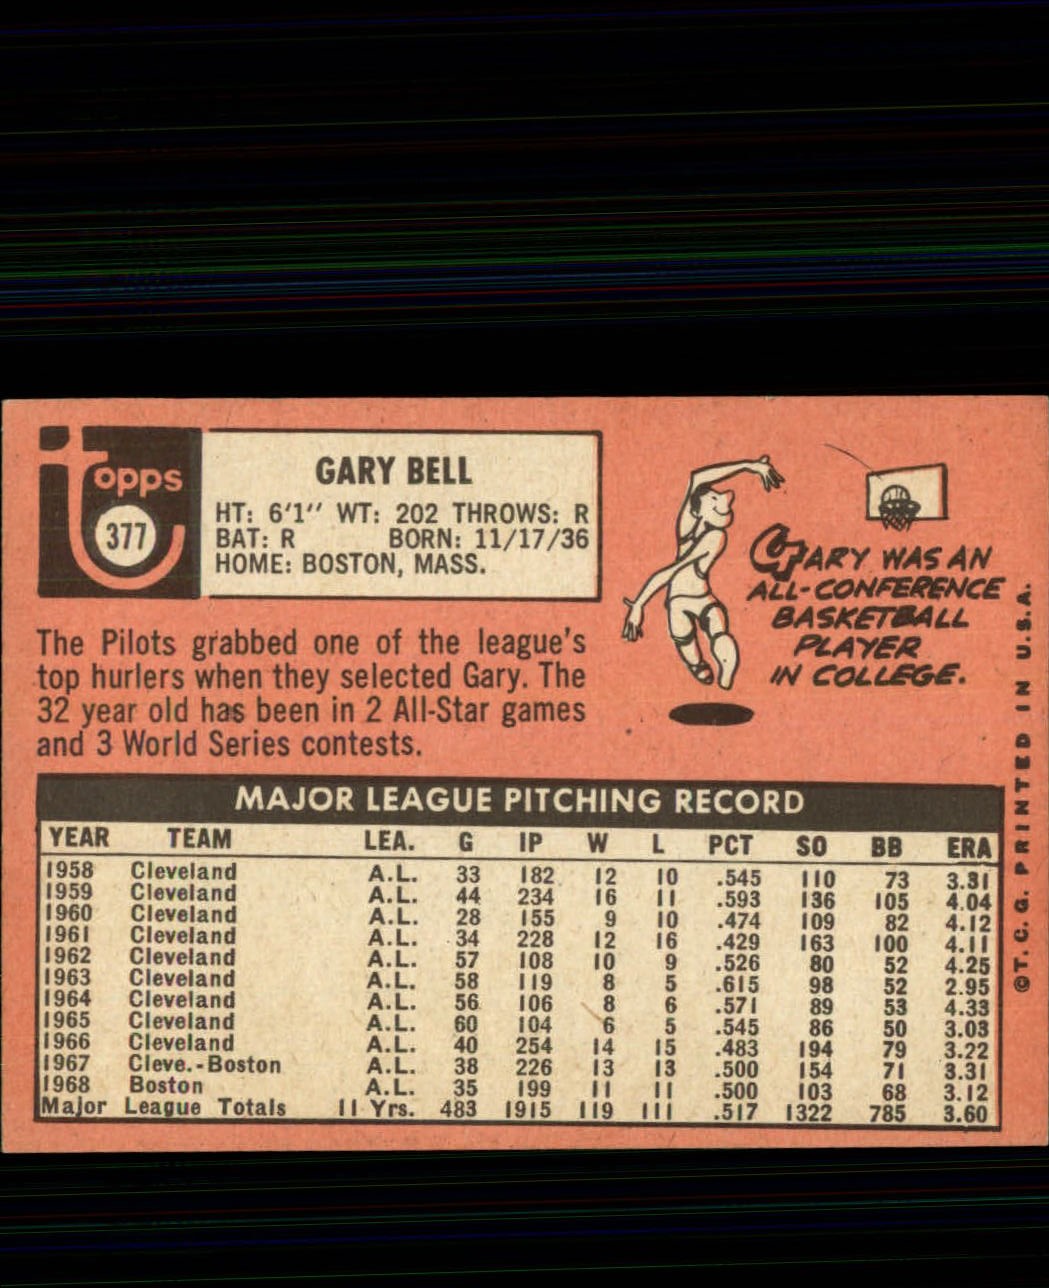 Topps
377
GARY BELL
HT: 6'1" WT: 202 THROWS: R
BAT: R BORN: 11/17/36
HOME: BOSTON, MASS.
The Pilots grabbed one of the league's
top hurlers when they selected Gary. The
32 year old has been in 2 All-Star games
and 3 World Series contests.
GARY WAS AN
ALL-CONFERENCE
BASKETBALL
PLAYER
IN COLLEGE.
MAJOR LEAGUE PITCHING RECORD
YEAR TEAM LEA. G IP W L PCT SO BB ERA
1958 Cleveland A.L. 33 182 12 10 .545 110 73 3.31
1959 Cleveland A.L. 44 234 16 11 .593 136 105 4.04
1960 Cleveland A.L. 28 155 9 10 .474 109 82 4.12
1961 Cleveland A.L. 34 228 12 16 .429 163 100 4.11
1962 Cleveland A.L. 57 108 10 9 .526 80 52 4.25
1963 Cleveland A.L. 58 119 8 5 .615 98 52 2.95
1964 Cleveland A.L. 56 106 8 6 .571 89 53 4.33
1965 Cleveland A.L. 60 104 6 5 .545 86 50 3.03
1966 Cleveland A.L. 40 254 14 15 .483 194 79 3.22
1967 Cleve.-Boston A.L. 38 226 13 13 .500 154 71 3.31
1968 Boston A.L. 35 199 11 11 .500 103 68 3.12
Major League Totals 11 Yrs. 483 1915 119 111 .517 1322 785 3.60
©T.C.G. PRINTED IN U.S.A.